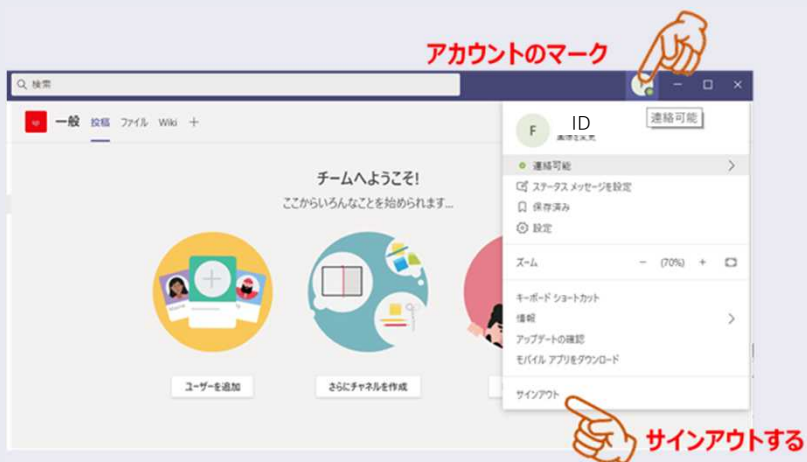 アカウントのマーク
検索
連絡可能
一般 投稿 ファイル Wiki +
F ID
画像を変更
連絡可能
ステータス メッセージを設定
保存済み
設定
チームへようこそ!
ここからいろんなことを始められます...
ズーム - (70%) +
キーボード ショートカット
情報
アップデートの確認
モバイル アプリをダウンロード
ユーザーを追加
さらにチャネルを作成
サインアウト
サインアウトする